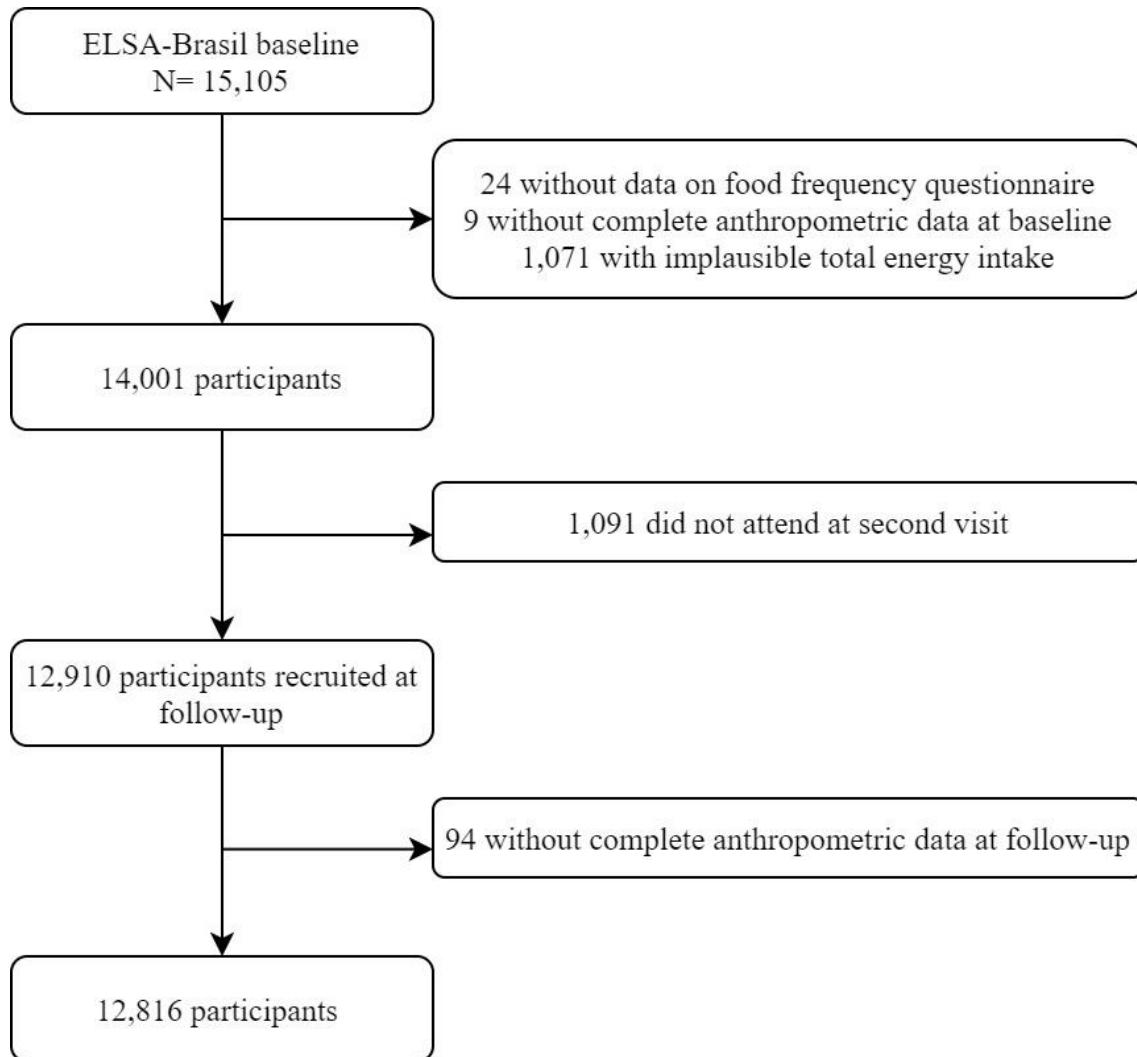 ELSA-Brasil baseline
N= 15,105
24 without data on food frequency questionnaire
9 without complete anthropometric data at baseline
1,071 with implausible total energy intake
14,001 participants
1,091 did not attend at second visit
12,910 participants recruited at
follow-up
94 without complete anthropometric data at follow-up
12,816 participants